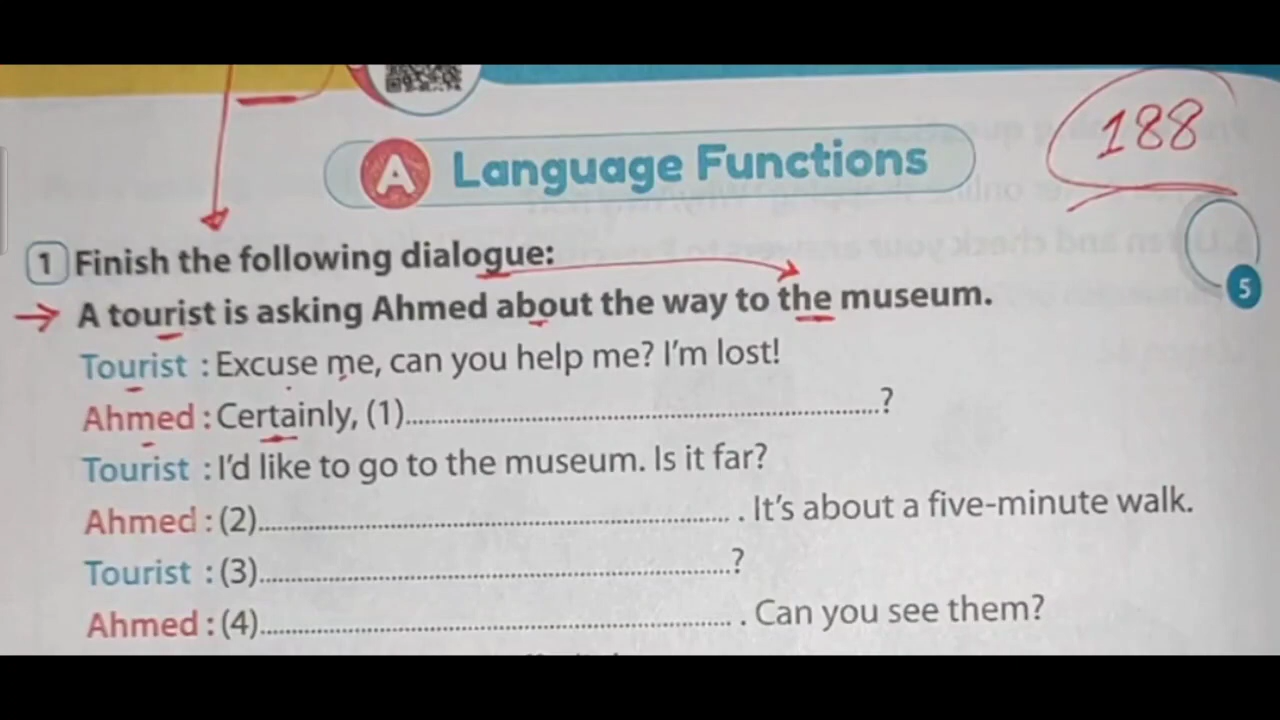 188
A Language Functions
5
1 Finish the following dialogue:
A tourist is asking Ahmed about the way to the museum.
Tourist : Excuse me, can you help me? I'm lost!
Ahmed : Certainly, (1)..............................?
Tourist : I'd like to go to the museum. Is it far?
Ahmed : (2).............................. . It's about a five-minute walk.
Tourist : (3)..............................?
Ahmed : (4).............................. . Can you see them?